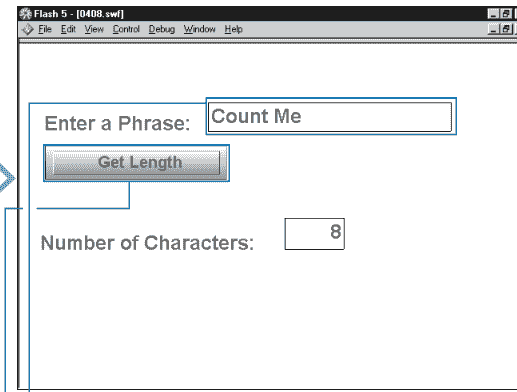 Flash 5 - [0408.swf]
File Edit View Control Debug Window Help
Enter a Phrase: Count Me
Get Length
Number of Characters: 8